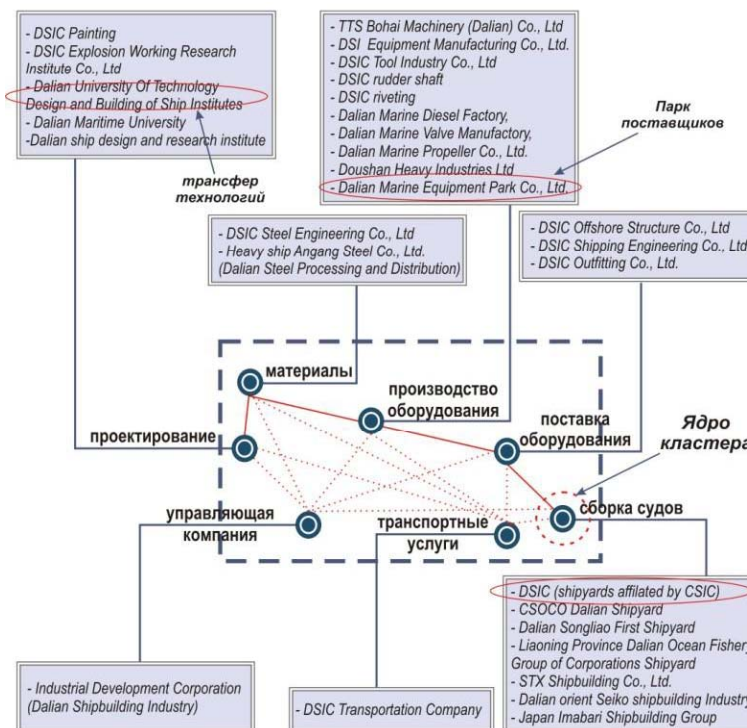 - DSIC Painting
- DSIC Explosion Working Research
Institute Co., Ltd
- Dalian University Of Technology
Design and Building of Ship Institutes
- Dalian Maritime University
-Dalian ship design and research institute
трансфер
технологий
- TTS Bohai Machinery (Dalian) Co., Ltd
- DSI Equipment Manufacturing Co., Ltd.
- DSIC Tool Industry Co., Ltd
- DSIC rudder shaft
- DSIC riveting
- Dalian Marine Diesel Factory,
- Dalian Marine Valve Manufactory,
- Dalian Marine Propeller Co., Ltd.
- Doushan Heavy Industries Ltd
- Dalian Marine Equipment Park Co., Ltd.
Парк
поставщиков
- DSIC Steel Engineering Co., Ltd
- Heavy ship Angang Steel Co., Ltd.
(Dalian Steel Processing and Distribution)
- DSIC Offshore Structure Co., Ltd
- DSIC Shipping Engineering Co., Ltd
- DSIC Outfitting Co., Ltd.
материалы
производство
оборудования
проектирование
поставка
оборудования
Ядро
кластера
управляющая
компания
транспортные
услуги
сборка судов
- Industrial Development Corporation
(Dalian Shipbuilding Industry)
- DSIC Transportation Company
- DSIC (shipyards affilated by CSIC)
- CSOCO Dalian Shipyard
- Dalian Songliao First Shipyard
- Liaoning Province Dalian Ocean Fishery
Group of Corporations Shipyard
- STX Shipbuilding Co., Ltd.
- Dalian orient Seiko shipbuilding Industry
- Japan Imabari Shipbuilding Group